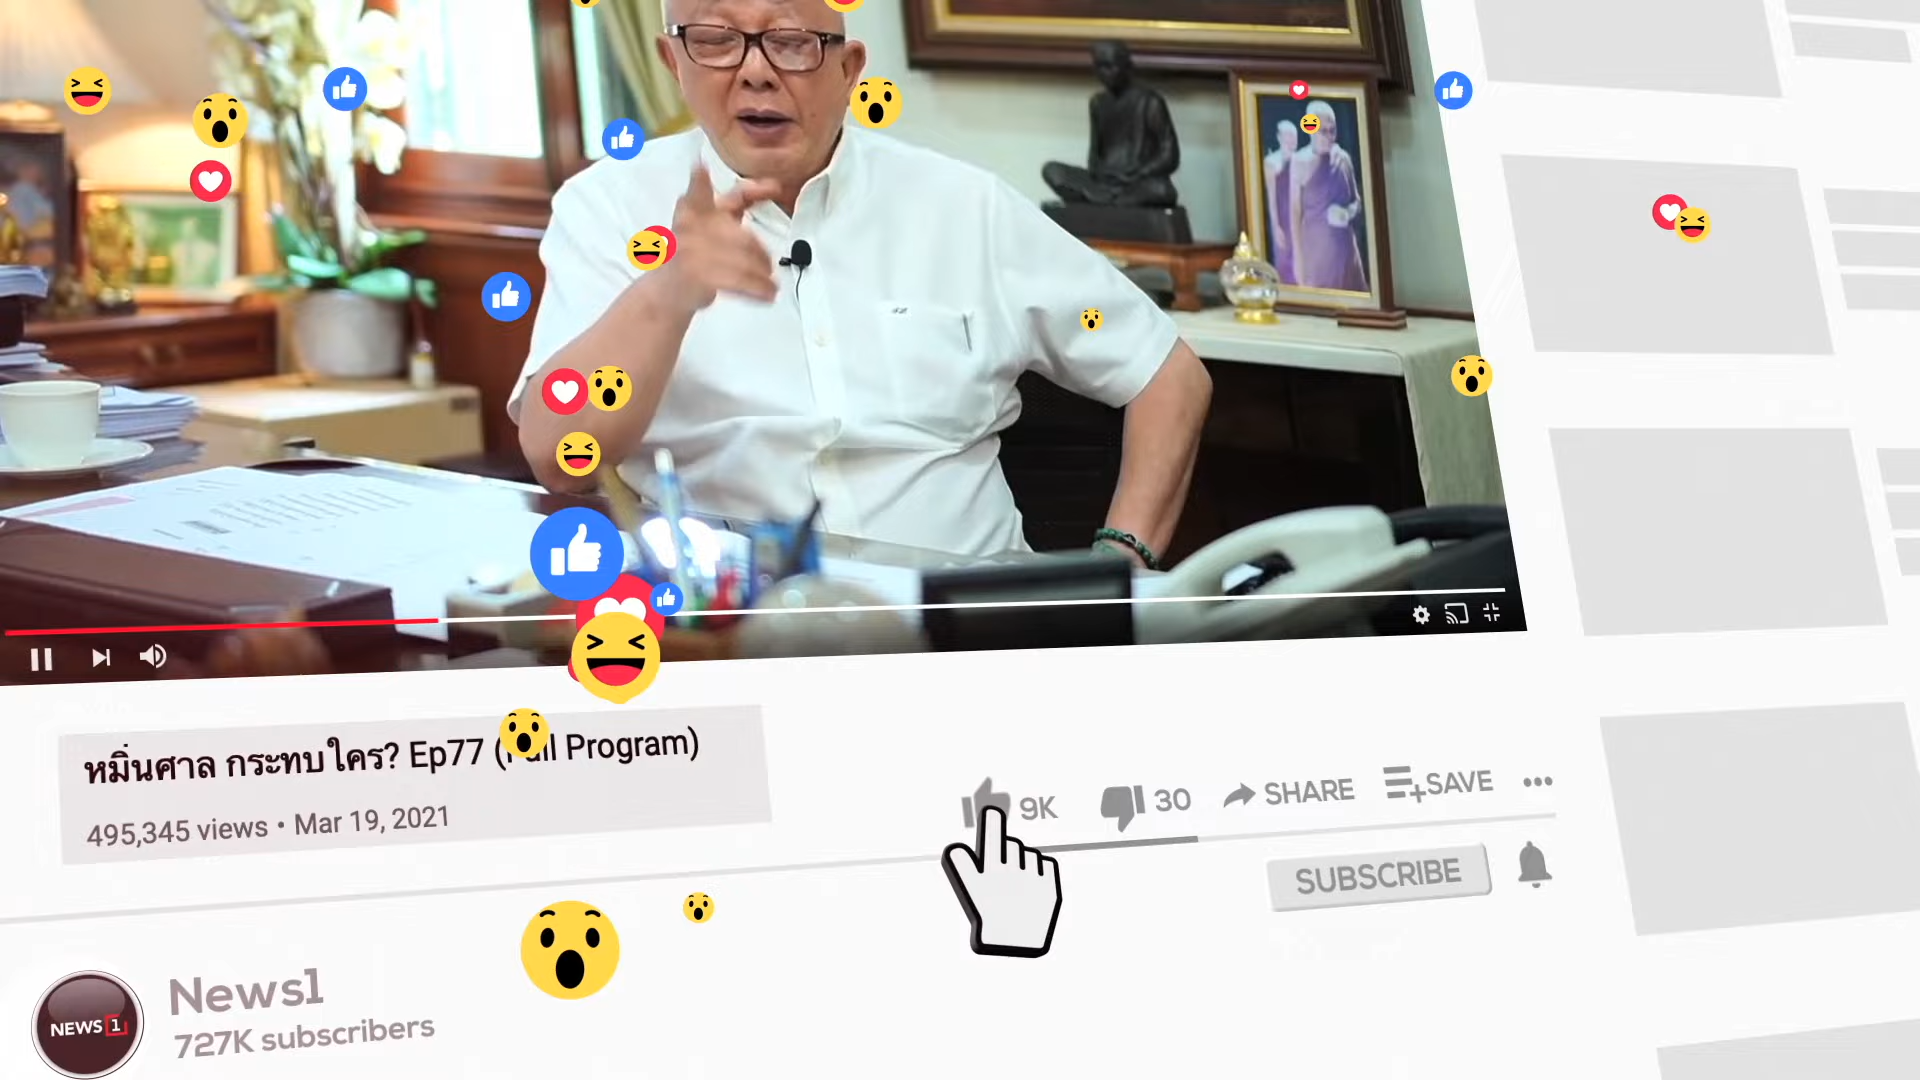 หมิ่นศาล กระทบใคร? Ep77 (Full Program)
495,345 views • Mar 19, 2021
9K
30
SHARE
SAVE
SUBSCRIBE
News1
727K subscribers
NEWS 1